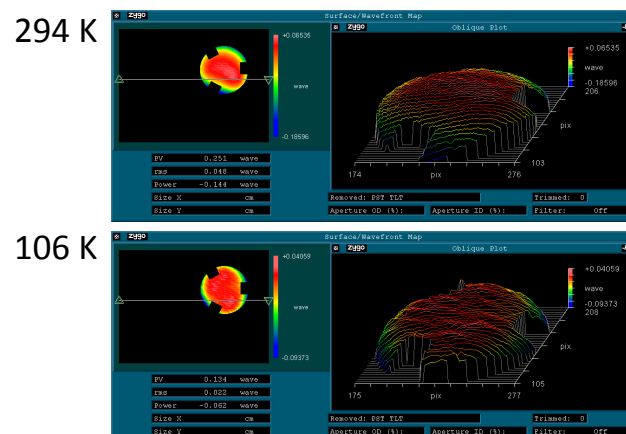 294 K
zygo Surface/Wavefront Map
+0.06535
wave
-0.18596
zygo Oblique Plot
+0.06535
wave
-0.18596
206
pix
103
174 pix 276
PV 0.251 wave
rms 0.048 wave
Power -0.144 wave
Size X cm
Size Y cm
Removed: PST TLT Trimmed: 0
Aperture OD (%): Aperture ID (%): Filter: Off
106 K
zygo Surface/Wavefront Map
+0.04059
wave
-0.09373
zygo Oblique Plot
+0.04059
wave
-0.09373
208
pix
105
175 pix 277
PV 0.134 wave
rms 0.022 wave
Power -0.062 wave
Size X cm
Size Y cm
Removed: PST TLT Trimmed: 0
Aperture OD (%): Aperture ID (%): Filter: Off